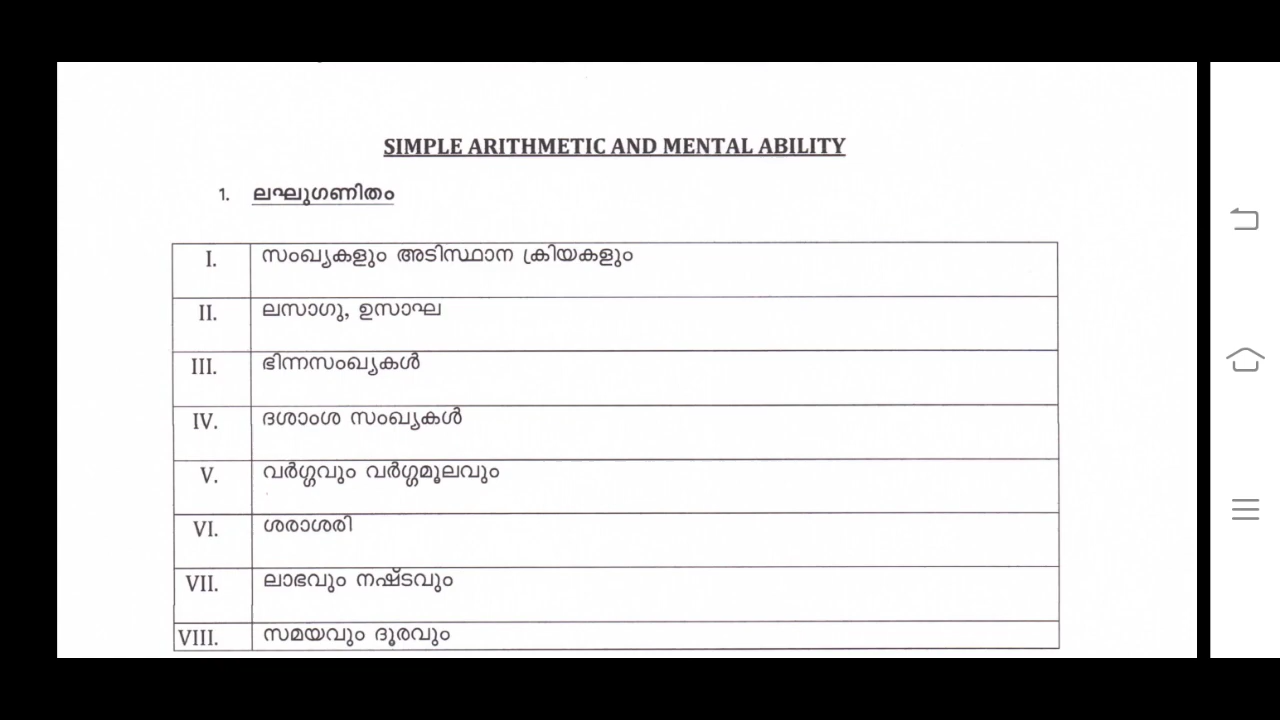 SIMPLE ARITHMETIC AND MENTAL ABILITY
1. ലഘുഗണിതം
I. സംഖ്യകളും അടിസ്ഥാന ക്രിയകളും
II. ലസാഗു, ഉസാഘ
III. ഭിന്നസംഖ്യകൾ
IV. ദശാംശ സംഖ്യകൾ
V. വർഗ്ഗവും വർഗ്ഗമൂലവും
VI. ശരാശരി
VII. ലാഭവും നഷ്ടവും
VIII. സമയവും ദൂരവും